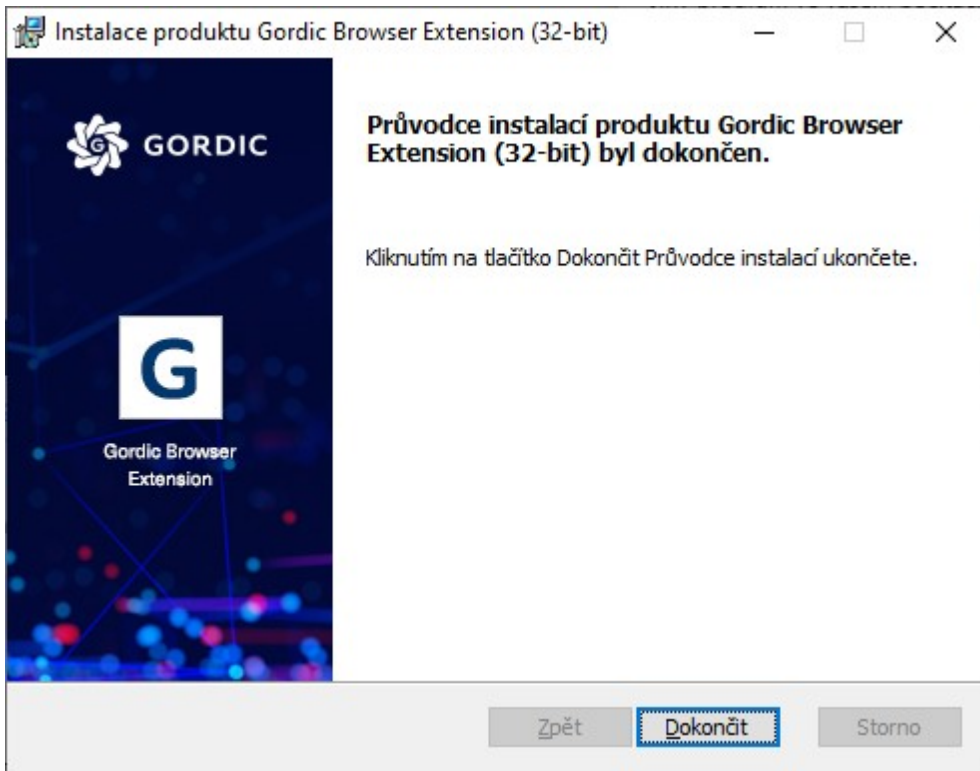 Instalace produktu Gordic Browser Extension (32-bit)
GORDIC
Průvodce instalací produktu Gordic Browser
Extension (32-bit) byl dokončen.
Kliknutím na tlačítko Dokončit Průvodce instalací ukončete.
G
Gordic Browser
Extension
Zpět
Dokončit
Storno